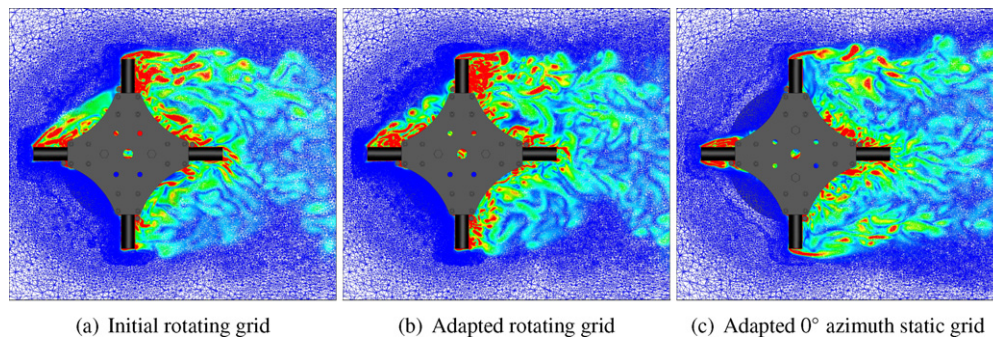 (a) Initial rotating grid
(b) Adapted rotating grid
(c) Adapted 0° azimuth static grid